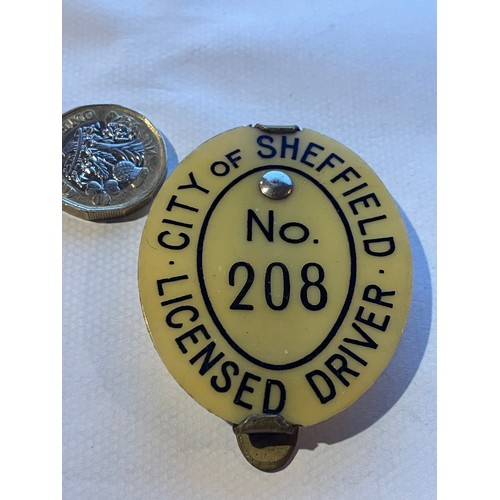 · CITY OF SHEFFIELD ·
LICENSED DRIVER
No.
208